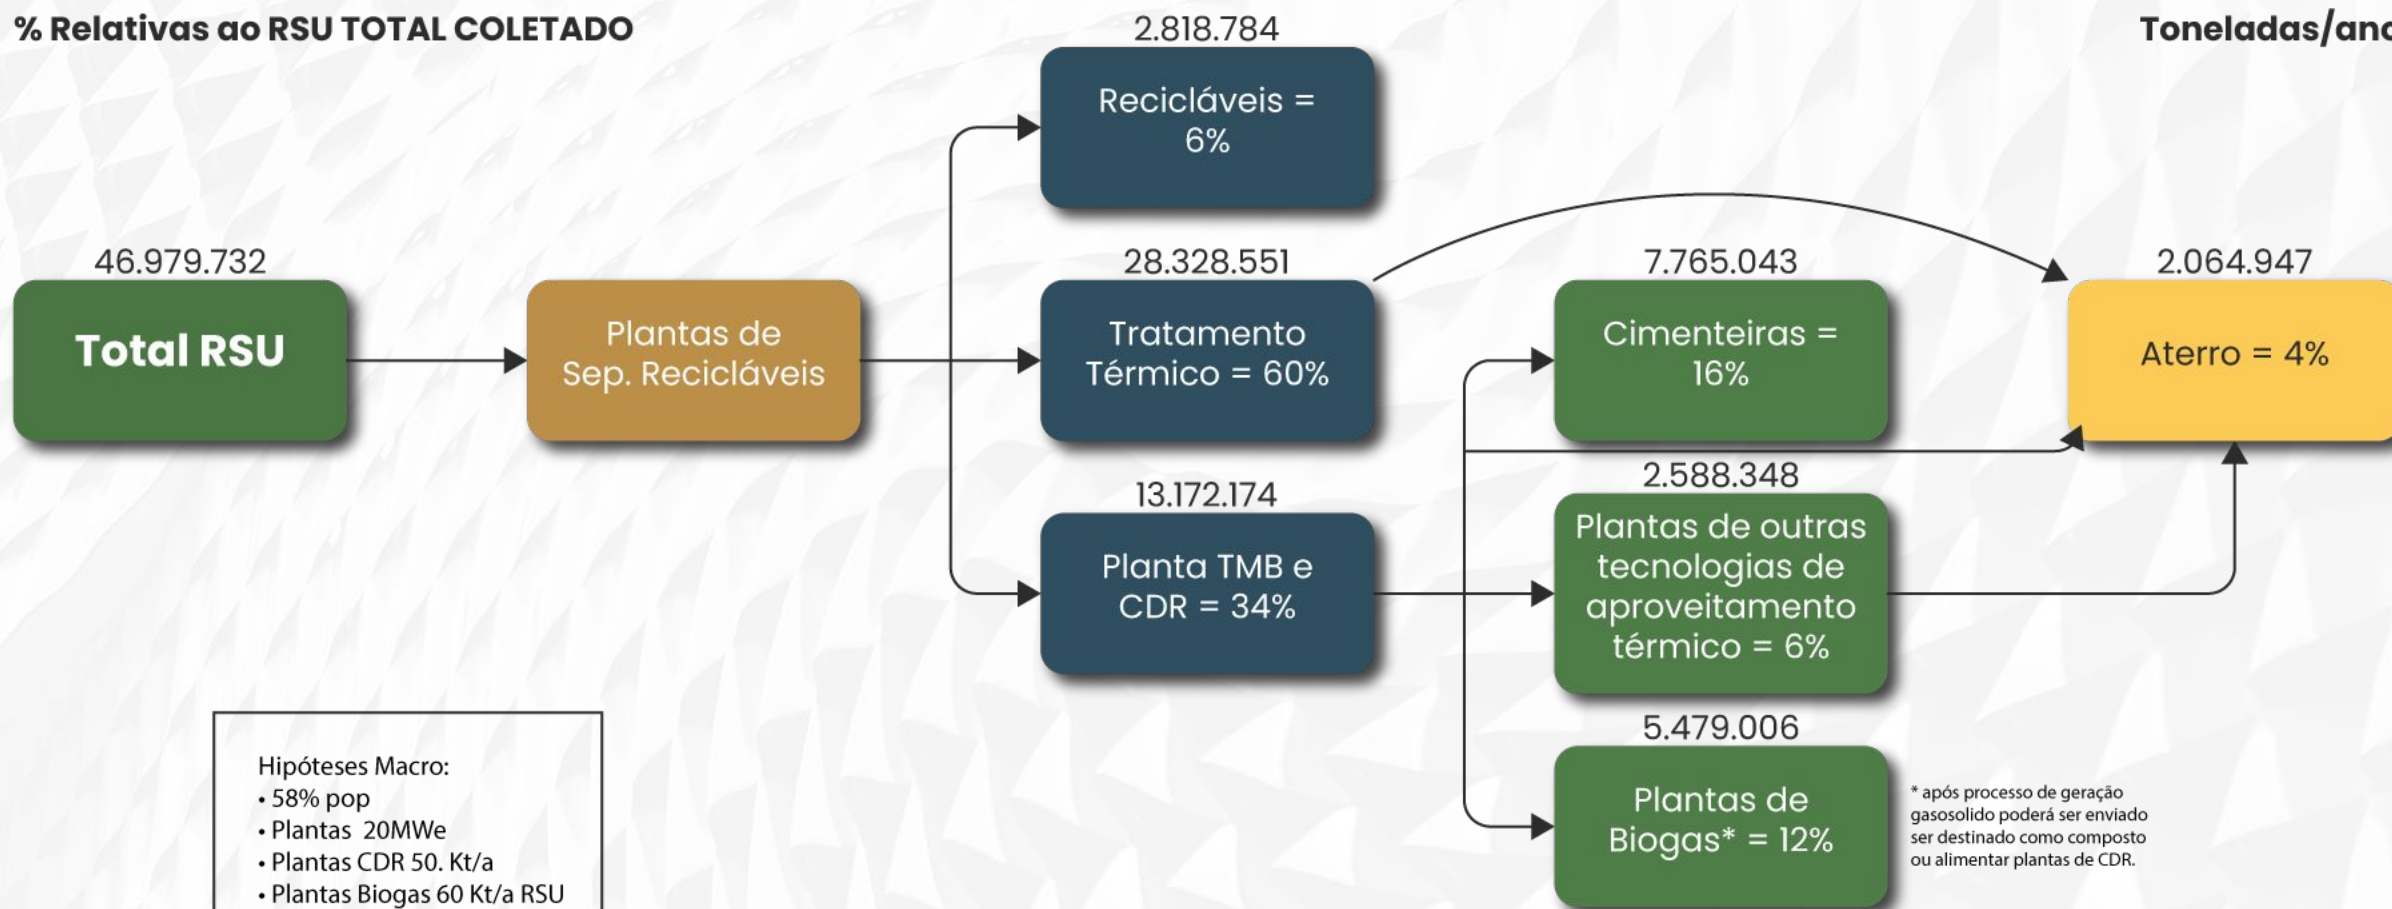 % Relativas ao RSU TOTAL COLETADO
Toneladas/ano
46.979.732
Total RSU
Plantas de
Sep. Recicláveis
2.818.784
Recicláveis =
6%
28.328.551
Tratamento
Térmico = 60%
13.172.174
Planta TMB e
CDR = 34%
7.765.043
Cimenteiras =
16%
2.588.348
Plantas de outras
tecnologias de
aproveitamento
térmico = 6%
5.479.006
Plantas de
Biogas* = 12%
2.064.947
Aterro = 4%
* após processo de geração
gasosolido poderá ser enviado
ser destinado como composto
ou alimentar plantas de CDR.
Hipóteses Macro:
• 58% pop
• Plantas 20MWe
• Plantas CDR 50. Kt/a
• Plantas Biogas 60 Kt/a RSU